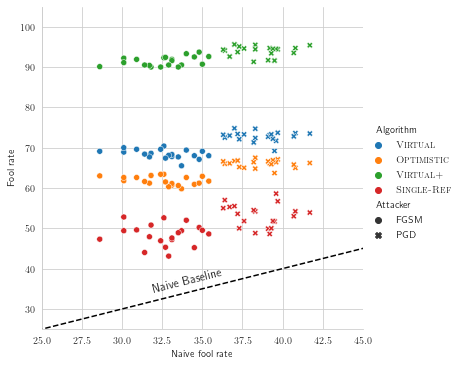 100
90
80
70
60
50
40
30
Fool rate
25.0 27.5 30.0 32.5 35.0 37.5 40.0 42.5 45.0
Naive fool rate
Naive Baseline
Algorithm
Virtual
Optimistic
Virtual+
Single-Ref
Attacker
FGSM
PGD